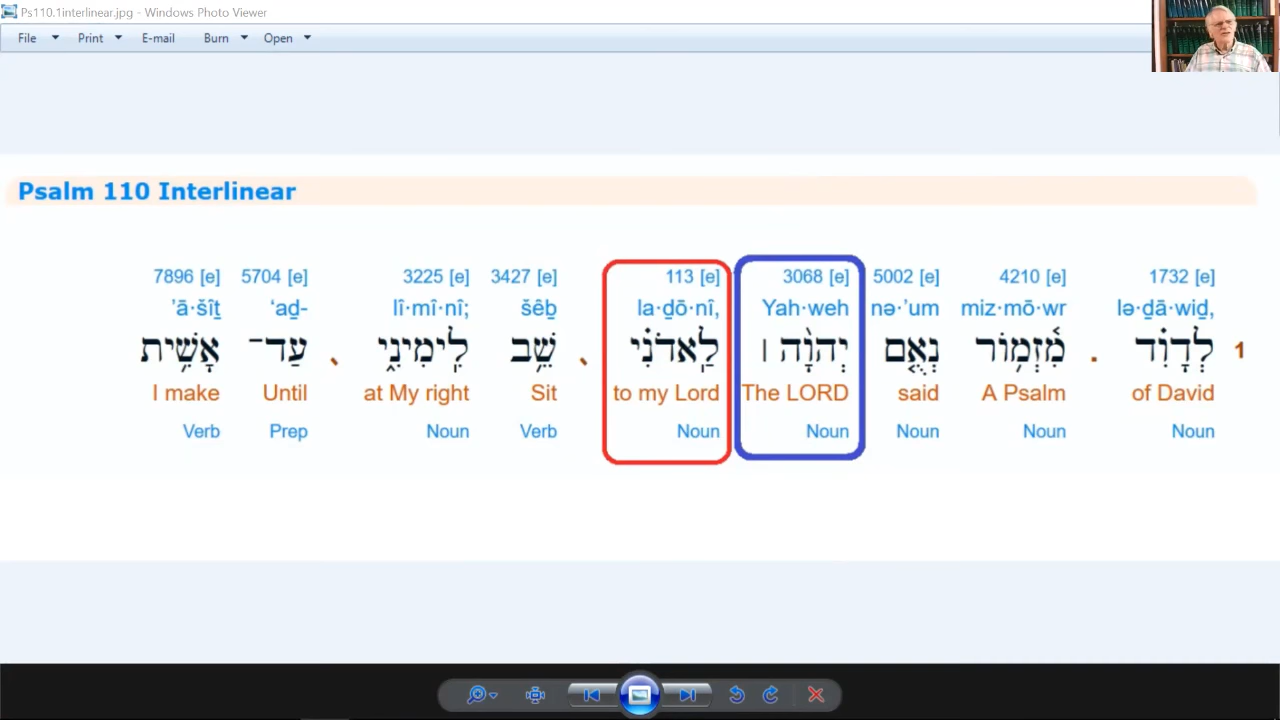 Ps110.1interlinear.jpg - Windows Photo Viewer
File Print E-mail Burn Open
Psalm 110 Interlinear
7896 [e] 5704 [e] 3225 [e] 3427 [e] 113 [e] 3068 [e] 5002 [e] 4210 [e] 1732 [e]
’ā·šîṯ ‘aḏ- lî·mî·nî; šêḇ la·ḏō·nî, Yah·weh nə·’um miz·mō·wr lə·ḏā·wiḏ,
1 לְדָוִ֗ד . מִ֫זְמ֥וֹר נְאֻ֤ם יְהוָ֨ה ׀ לַֽאדֹנִ֗י ، שֵׁ֥ב לִֽימִינִ֑י ، עַד־ אָשִׁ֥ית
I make Until at My right Sit to my Lord The LORD said A Psalm of David
Verb Prep Noun Verb Noun Noun Noun Noun Noun